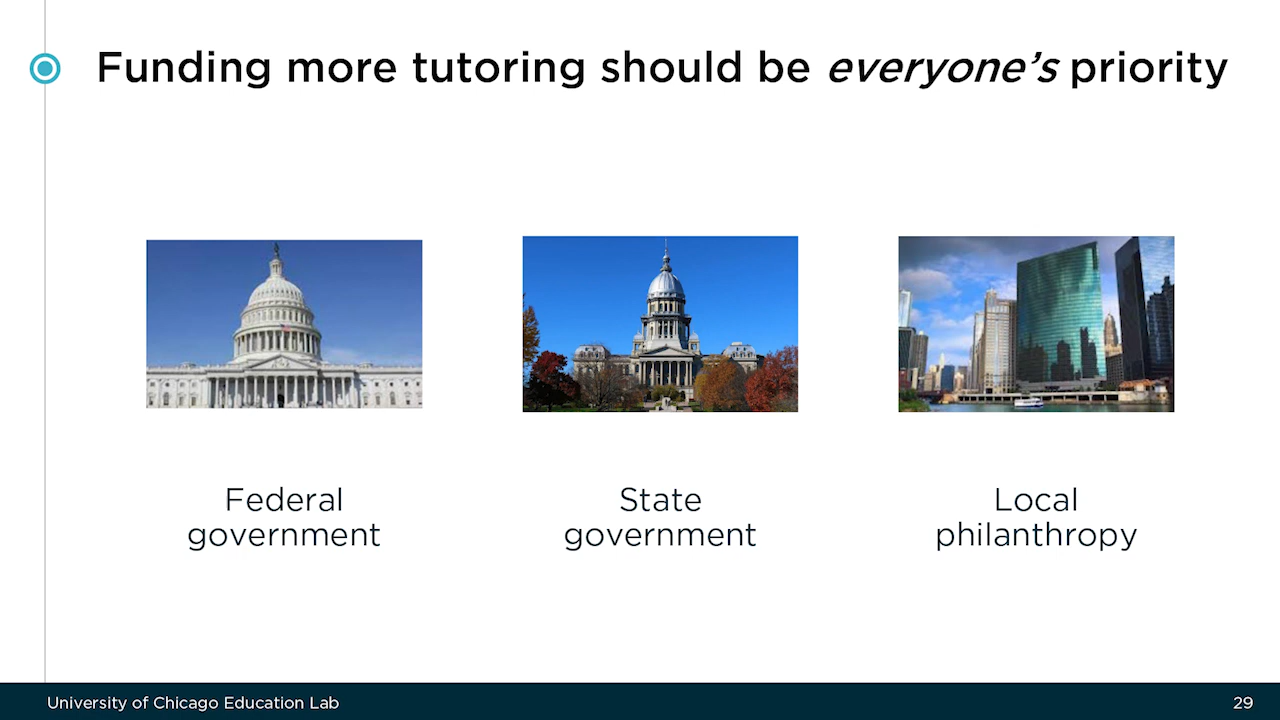 Funding more tutoring should be everyone’s priority
Federal
government
State
government
Local
philanthropy
University of Chicago Education Lab
29